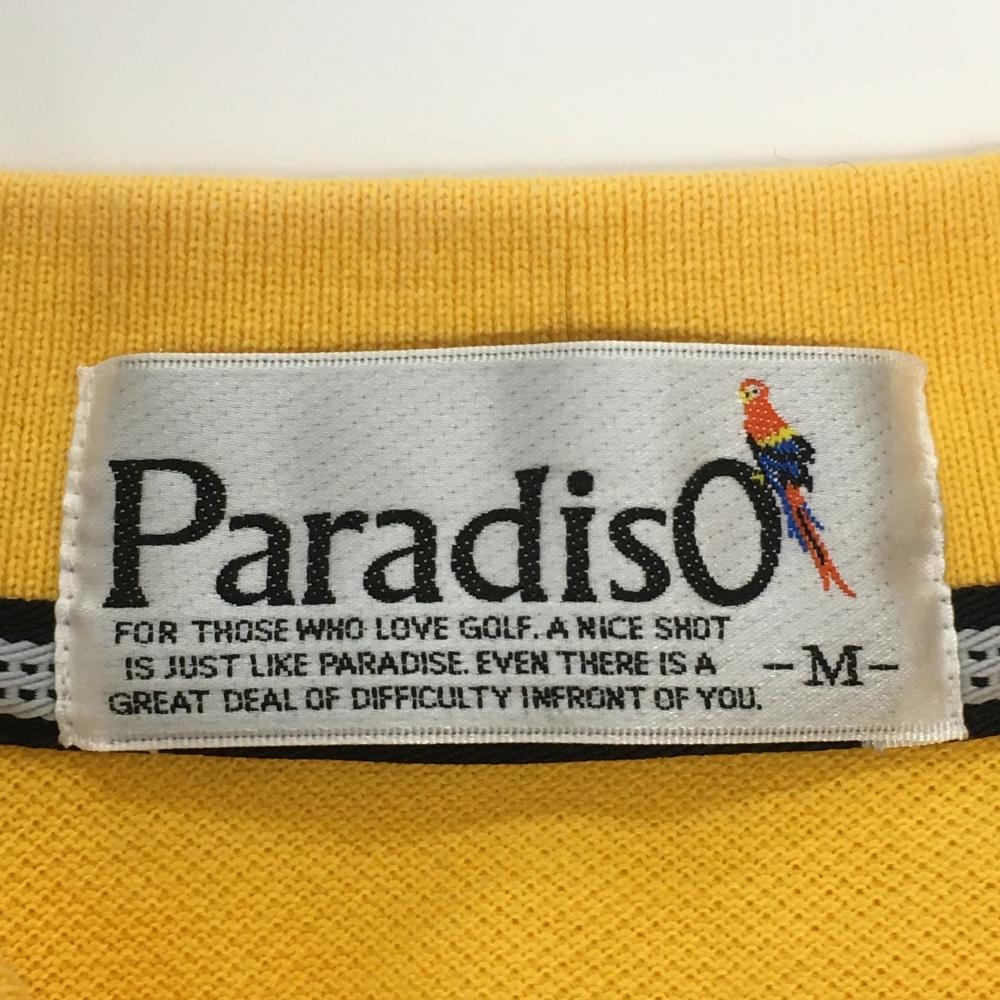 ParadisO
FOR THOSE WHO LOVE GOLF. A NICE SHOT
IS JUST LIKE PARADISE. EVEN THERE IS A
GREAT DEAL OF DIFFICULTY INFRONT OF YOU.
-M-